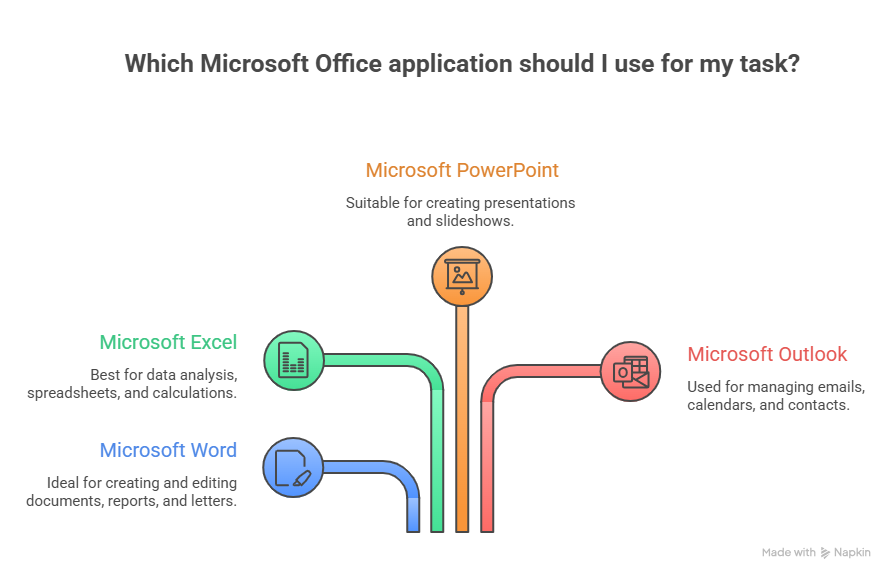 Which Microsoft Office application should I use for my task?
Microsoft PowerPoint
Suitable for creating presentations
and slideshows.
Microsoft Excel
Best for data analysis,
spreadsheets, and calculations.
Microsoft Outlook
Used for managing emails,
calendars, and contacts.
Microsoft Word
Ideal for creating and editing
documents, reports, and letters.
Made with Napkin